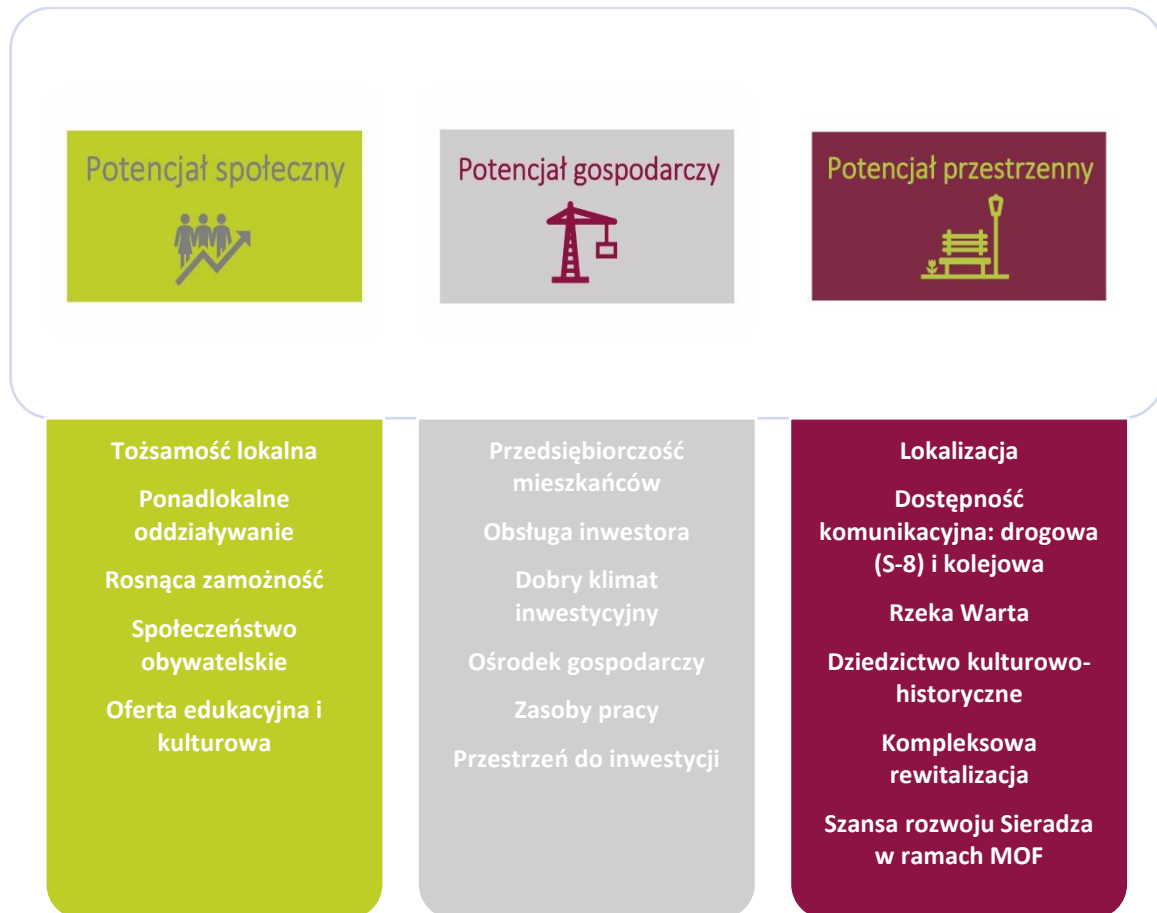 Potencjał społeczny
Potencjał gospodarczy
Potencjał przestrzenny
Tożsamość lokalna
Ponadlokalne
oddziaływanie
Rosnąca zamożność
Społeczeństwo
obywatelskie
Oferta edukacyjna i
kulturowa
Przedsiębiorczość
mieszkańców
Obsługa inwestora
Dobry klimat
inwestycyjny
Ośrodek gospodarczy
Zasoby pracy
Przestrzeń do inwestycji
Lokalizacja
Dostępność
komunikacyjna: drogowa
(S-8) i kolejowa
Rzeka Warta
Dziedzictwo kulturowo-
historyczne
Kompleksowa
rewitalizacja
Szansa rozwoju Sieradza
w ramach MOF